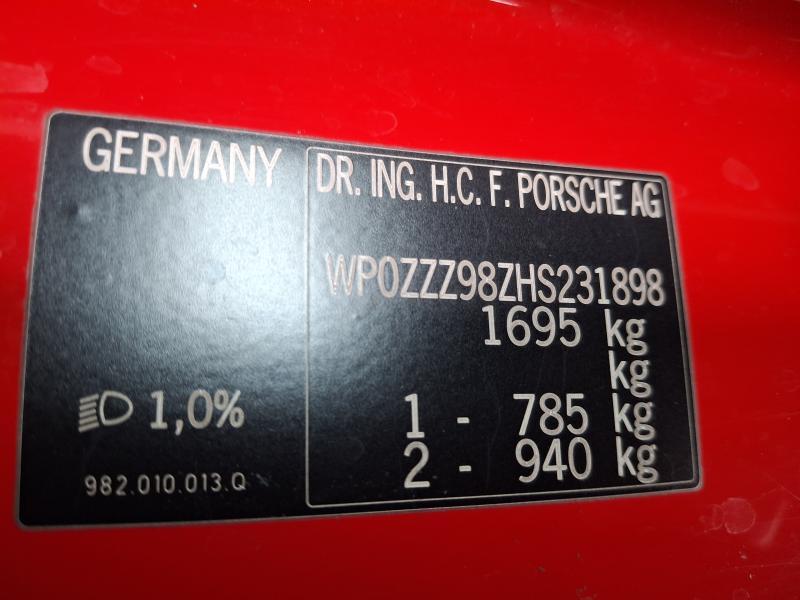 GERMANY
DR. ING. H.C. F. PORSCHE AG
WP0ZZZ98ZHS231898
1695 kg
kg
1 - 785 kg
2 - 940 kg
1,0%
982.010.013.Q